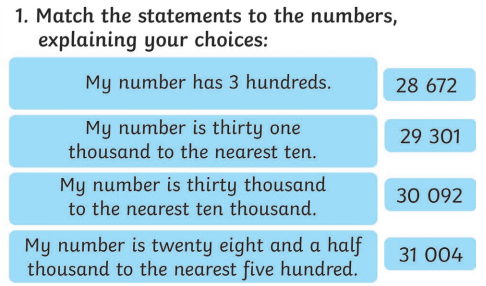 1. Match the statements to the numbers,
explaining your choices:
My number has 3 hundreds.
28 672
My number is thirty one
thousand to the nearest ten.
29 301
My number is thirty thousand
to the nearest ten thousand.
30 092
My number is twenty eight and a half
thousand to the nearest five hundred.
31 004